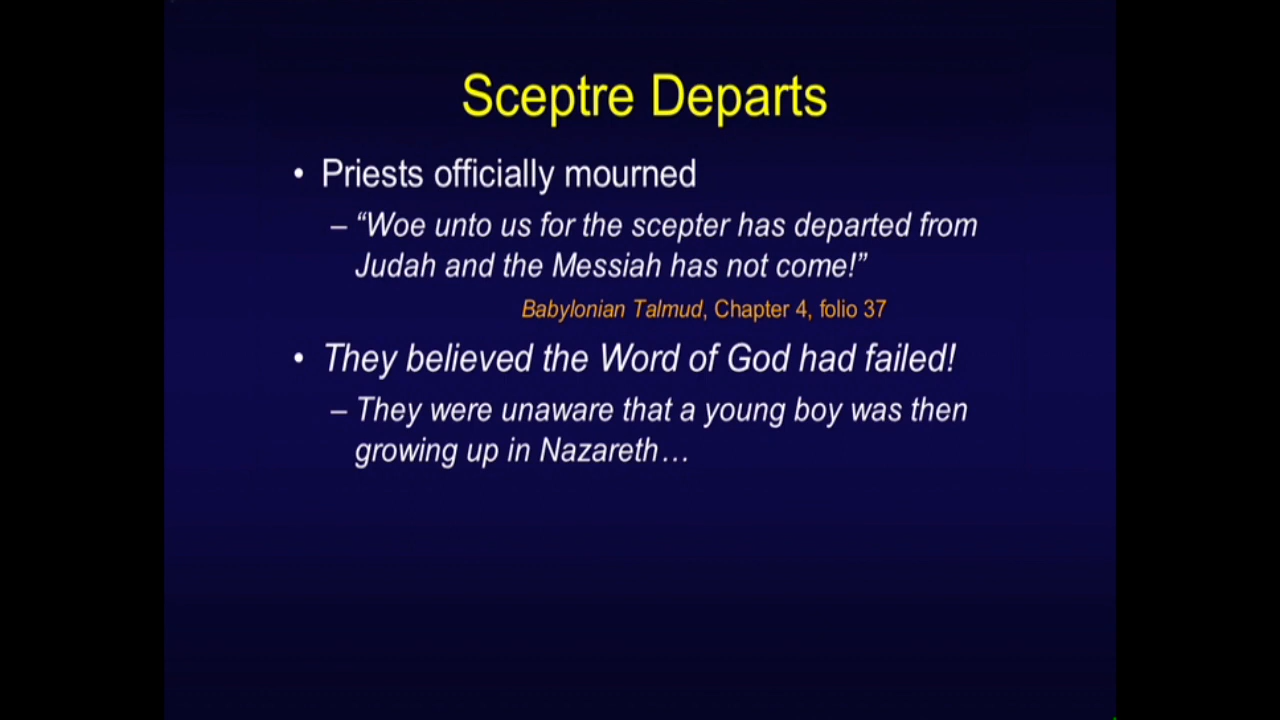 Sceptre Departs
• Priests officially mourned
– “Woe unto us for the scepter has departed from
Judah and the Messiah has not come!”
Babylonian Talmud, Chapter 4, folio 37
• They believed the Word of God had failed!
– They were unaware that a young boy was then
growing up in Nazareth…